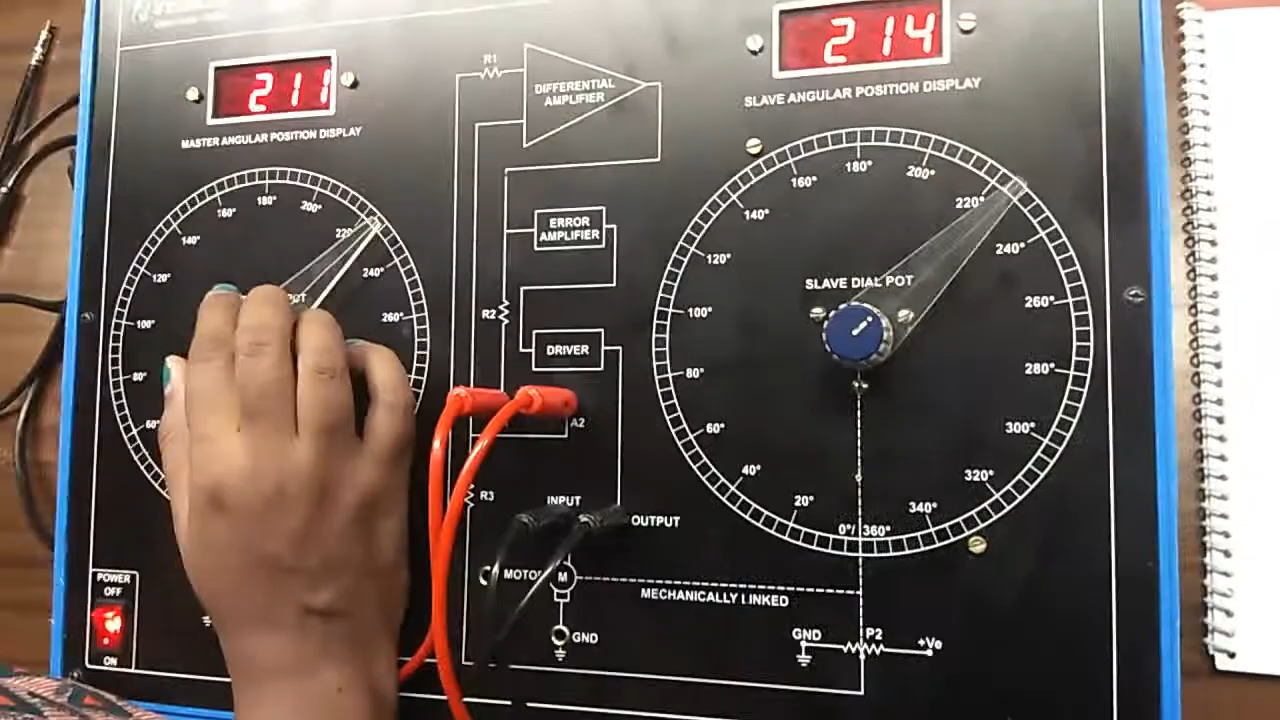 211
MASTER ANGULAR POSITION DISPLAY
160°
180°
200°
140°
220°
120°
240°
100°
260°
80°
60°
POT
R1
DIFFERENTIAL
AMPLIFIER
ERROR
AMPLIFIER
R2
DRIVER
A2
R3
INPUT
OUTPUT
M
GND
MECHANICALLY LINKED
214
SLAVE ANGULAR POSITION DISPLAY
160°
180°
200°
140°
220°
120°
240°
SLAVE DIAL POT
100°
260°
80°
280°
60°
300°
40°
320°
20°
340°
0°/ 360°
GND
P2
+Ve
POWER
OFF
ON